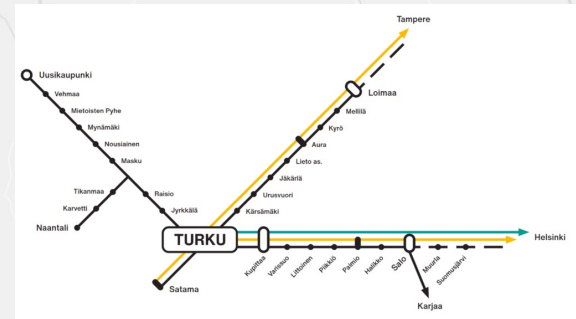 Tampere
Uusikaupunki
Vehmaa
Mietoisten Pyhe
Mynämäki
Nousiainen
Masku
Tikanmaa
Karvetti
Naantali
Raisio
Jyrkkälä
Loimaa
Mellilä
Kyrö
Aura
Lieto as.
Jäkärlä
Urusvuori
Kärsämäki
TURKU
Satama
Helsinki
Kupittaa
Varissuo
Littoinen
Piikkiö
Paimio
Halikko
Salo
Muurla
Suomusjärvi
Karjaa